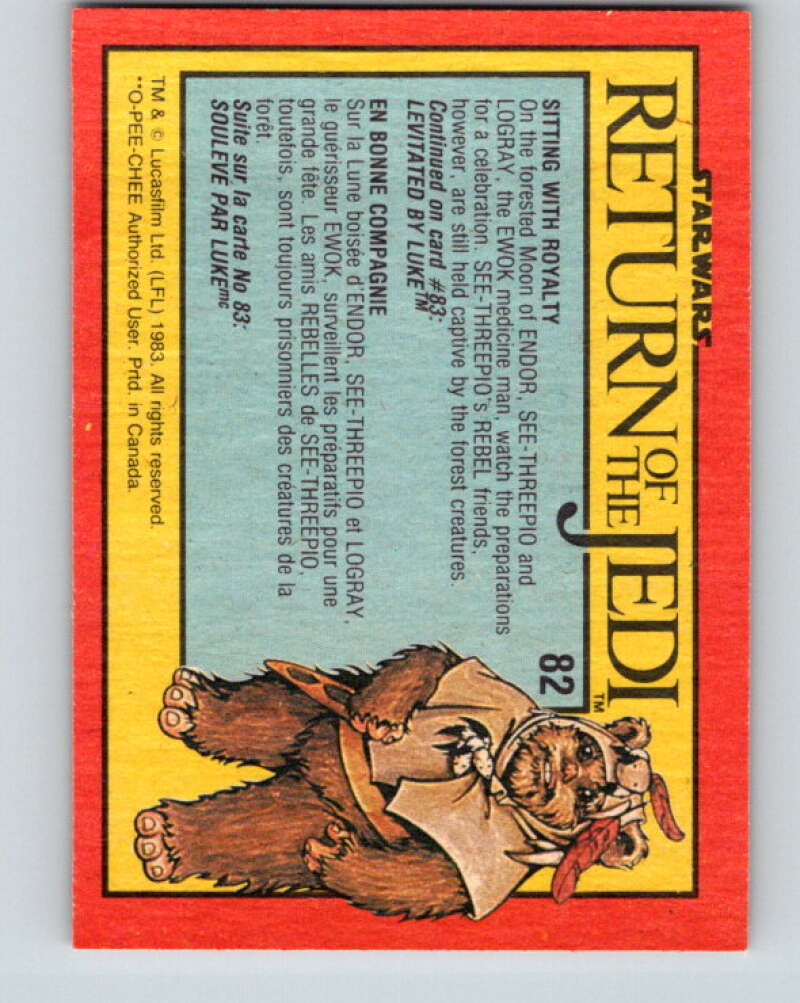 STAR WARS
RETURN OF THE JEDI™
82
SITTING WITH ROYALTY
On the forested Moon of ENDOR, SEE-THREEPIO and
LOGRAY, the EWOK medicine man, watch the preparations
for a celebration. SEE-THREEPIO's REBEL friends,
however, are still held captive by the forest creatures.
Continued on card #83:
LEVITATED BY LUKE™
EN BONNE COMPAGNIE
Sur la Lune boisée d'ENDOR, SEE-THREEPIO et LOGRAY,
le guérisseur EWOK, surveillent les préparatifs pour une
grande fête. Les amis REBELLES de SEE-THREEPIO,
toutefois, sont toujours prisonniers des créatures de la
forêt.
Suite sur la carte No 83:
SOULEVÉ PAR LUKEmc
TM & © Lucasfilm Ltd. (LFL) 1983. All rights reserved.
**O-PEE-CHEE Authorized User. Prtd. in Canada.